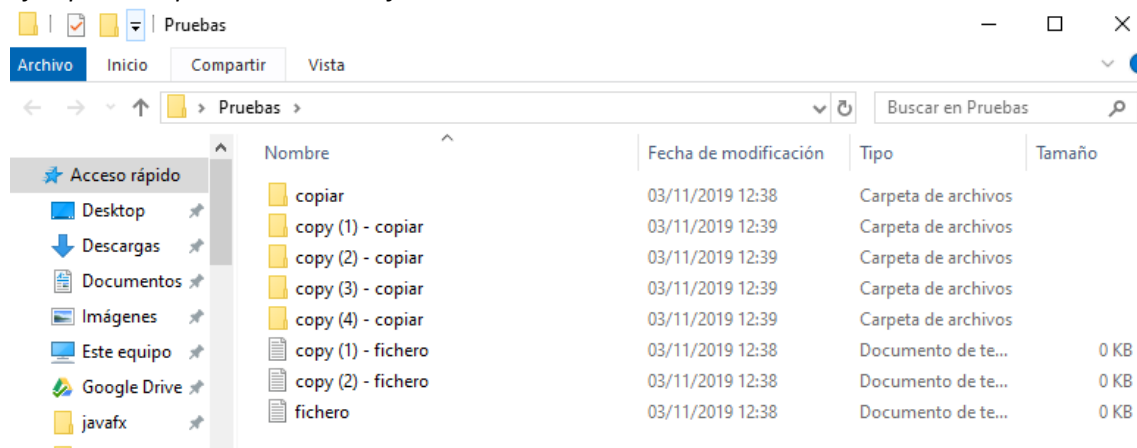 Pruebas
Archivo Inicio Compartir Vista
Pruebas Buscar en Pruebas
Nombre Fecha de modificación Tipo Tamaño
Acceso rápido
copiar 03/11/2019 12:38 Carpeta de archivos
Desktop
copy (1) - copiar 03/11/2019 12:39 Carpeta de archivos
Descargas
copy (2) - copiar 03/11/2019 12:39 Carpeta de archivos
Documentos
copy (3) - copiar 03/11/2019 12:39 Carpeta de archivos
Imágenes
copy (4) - copiar 03/11/2019 12:39 Carpeta de archivos
Este equipo
copy (1) - fichero 03/11/2019 12:38 Documento de te... 0 KB
Google Drive
copy (2) - fichero 03/11/2019 12:38 Documento de te... 0 KB
javafx
fichero 03/11/2019 12:38 Documento de te... 0 KB